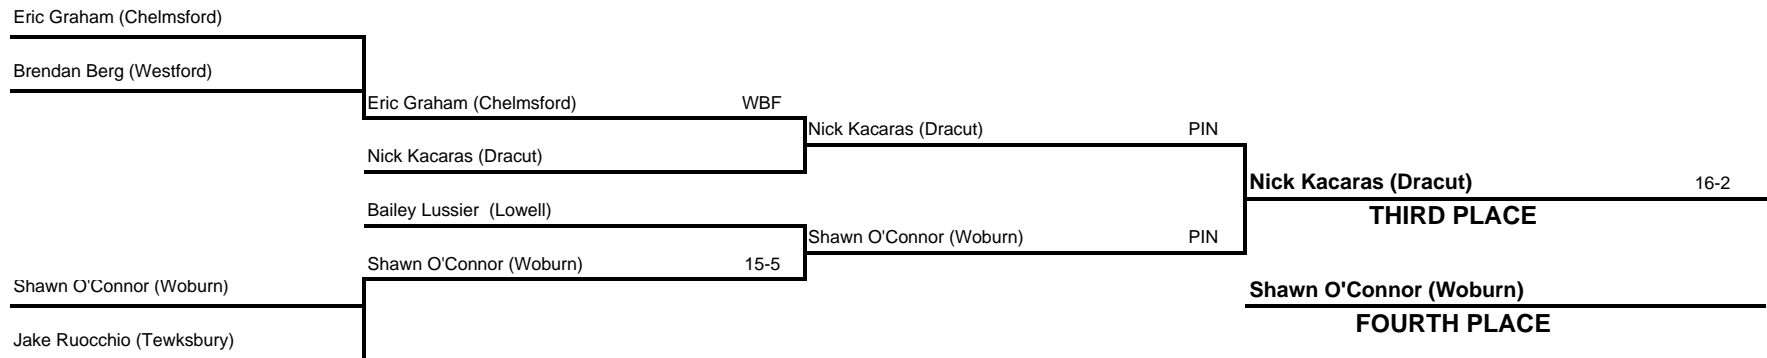 Eric Graham (Chelmsford)
Brendan Berg (Westford)
Eric Graham (Chelmsford) WBF
Nick Kacaras (Dracut) PIN
Nick Kacaras (Dracut)
Nick Kacaras (Dracut) 16-2
THIRD PLACE
Bailey Lussier (Lowell)
Shawn O'Connor (Woburn) PIN
Shawn O'Connor (Woburn) 15-5
Shawn O'Connor (Woburn)
Shawn O'Connor (Woburn)
FOURTH PLACE
Jake Ruocchio (Tewksbury)